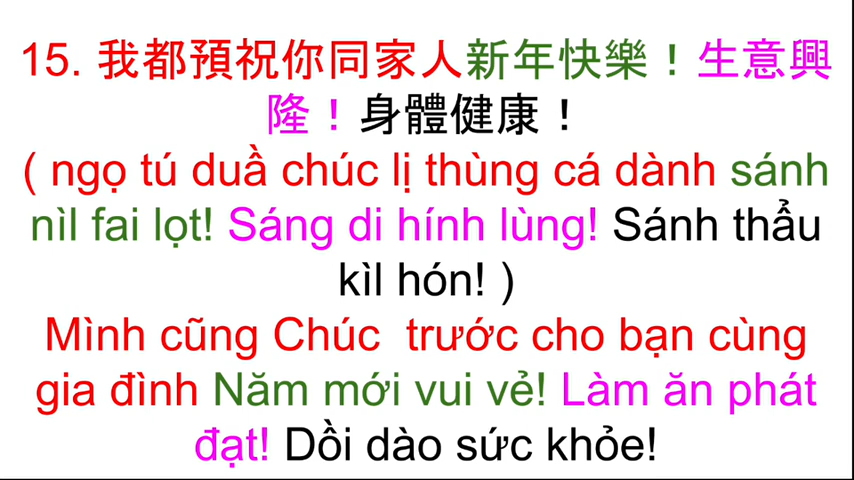 15. 我都預祝你同家人新年快樂！生意興
隆！身體健康！
( ngọ tú duầ chúc lị thùng cá dành sánh
nìl fai lọt! Sáng di hính lùng! Sánh thẩu
kìl hón! )
Mình cũng Chúc  trước cho bạn cùng
gia đình Năm mới vui vẻ! Làm ăn phát
đạt! Dồi dào sức khỏe!